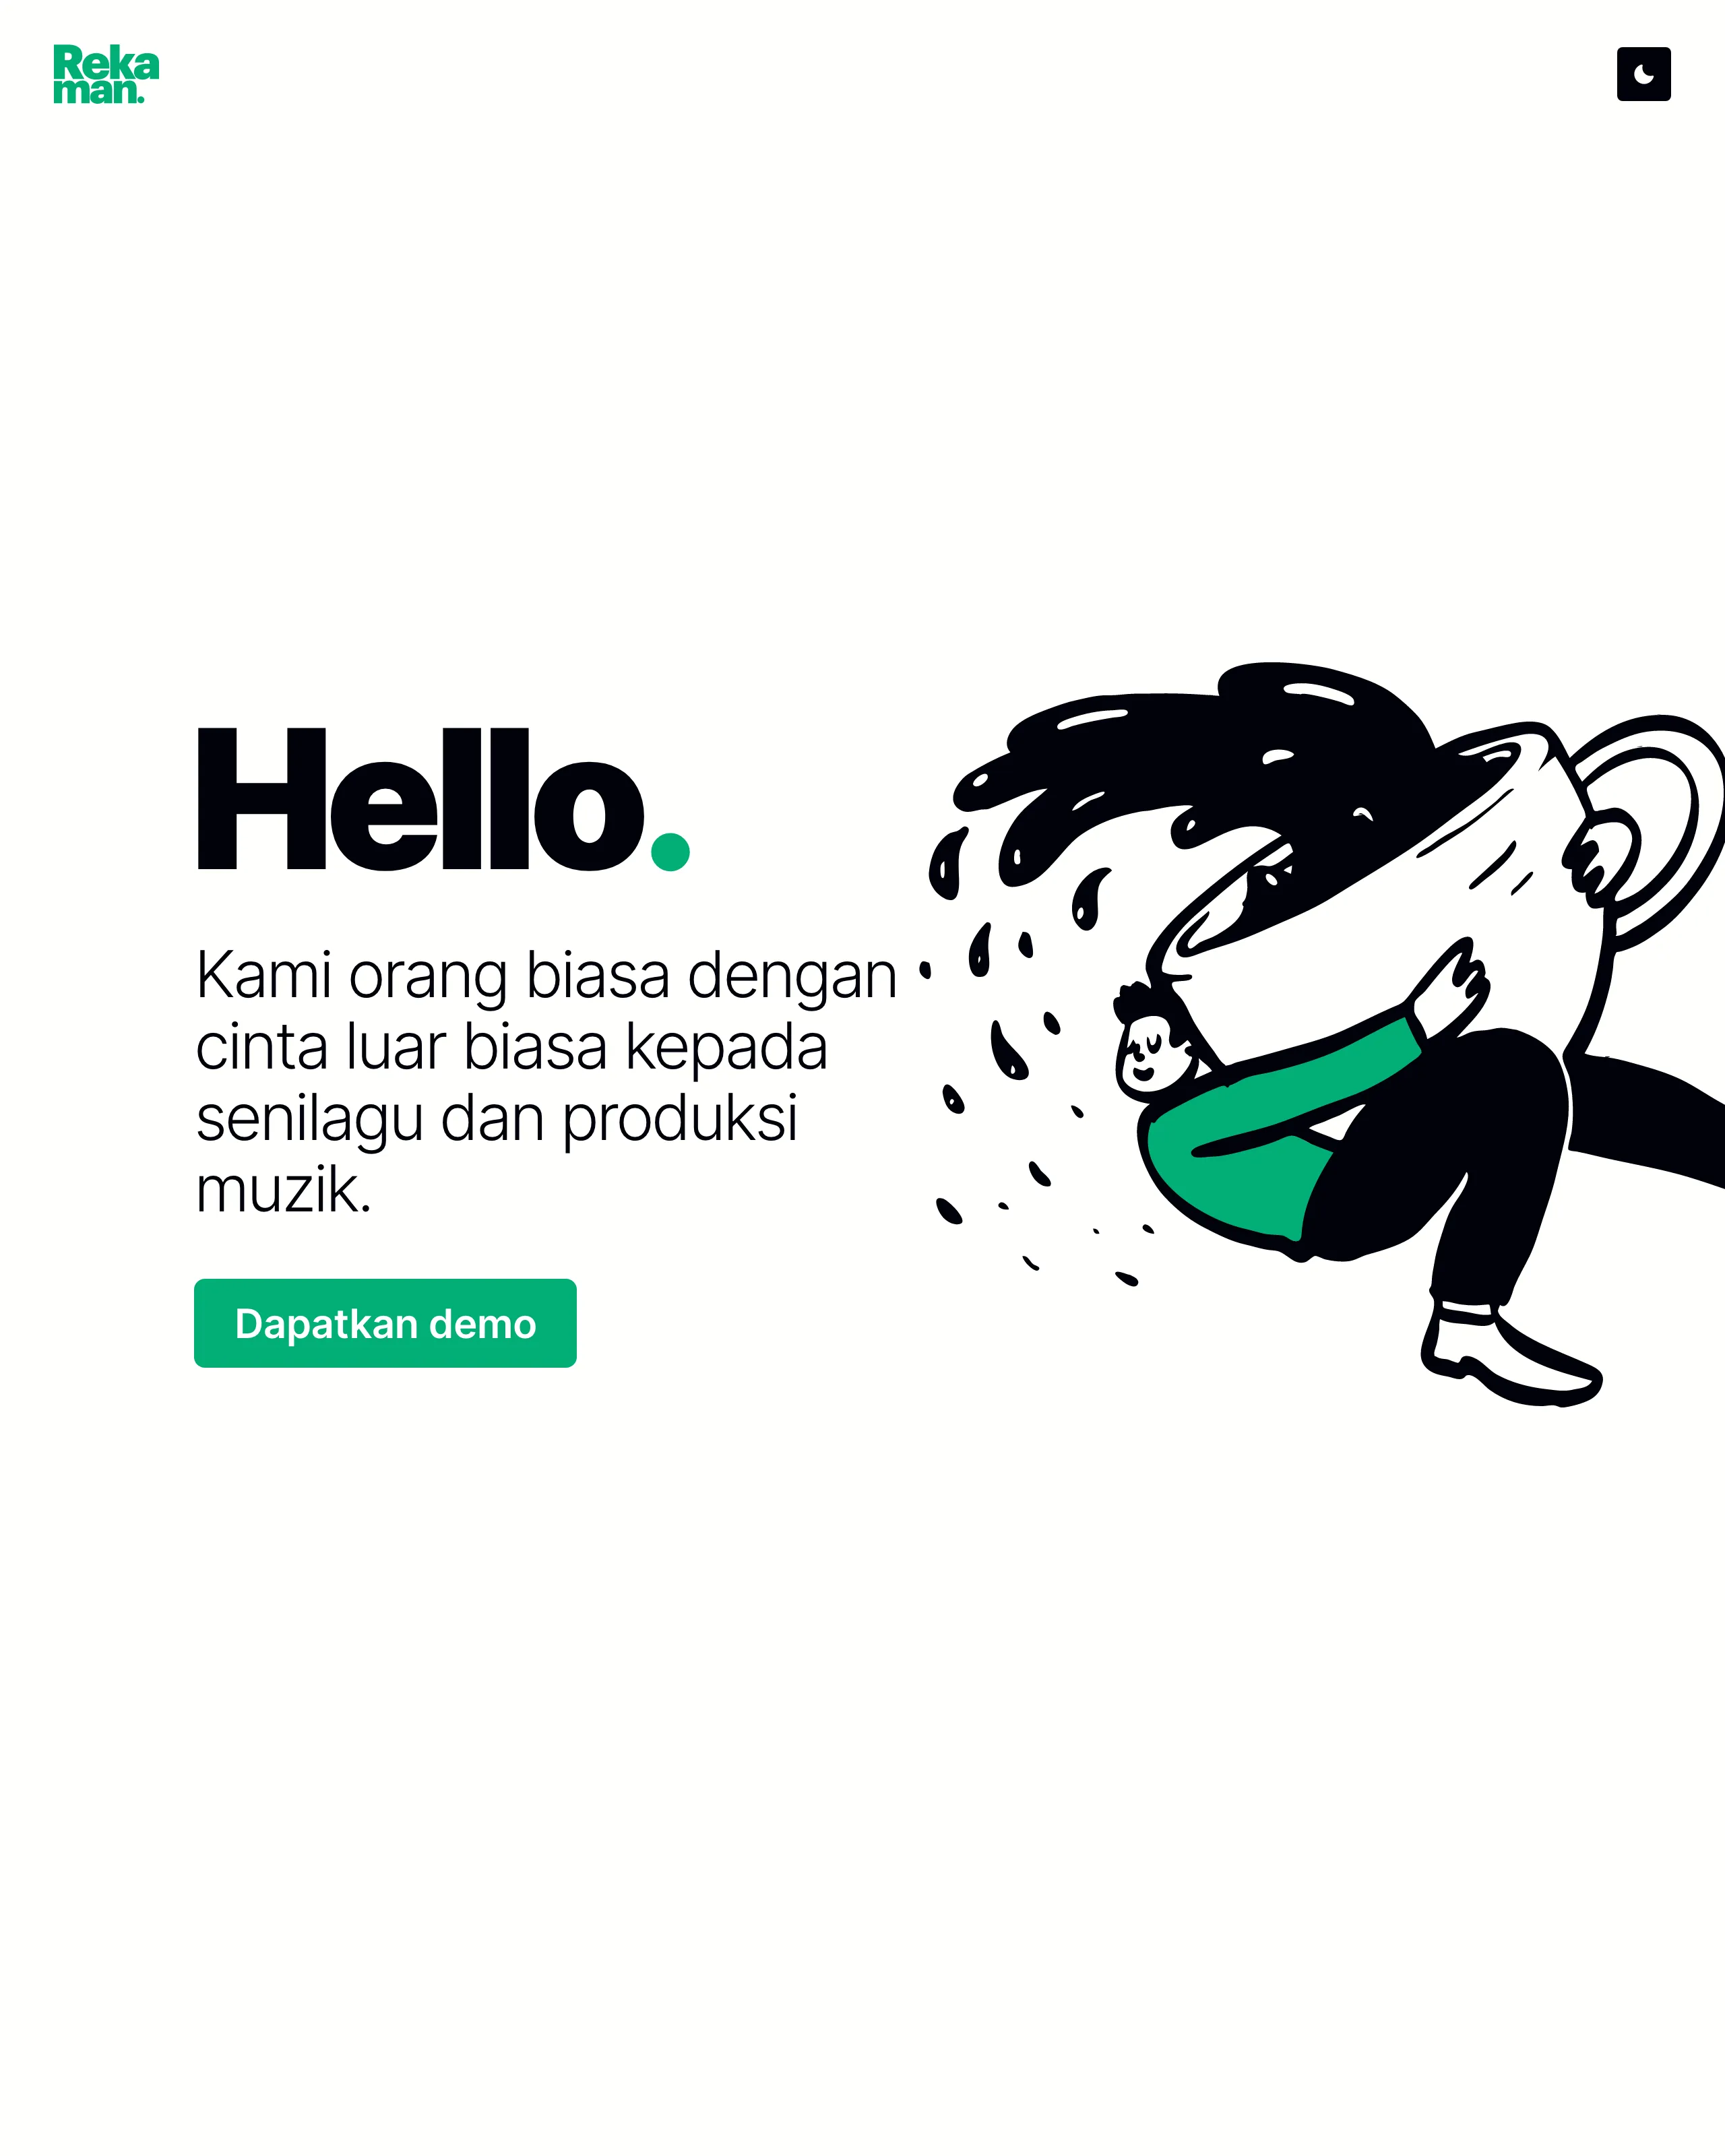 Reka
man.
Hello.
Kami orang biasa dengan
cinta luar biasa kepada
senilagu dan produksi
muzik.
Dapatkan demo